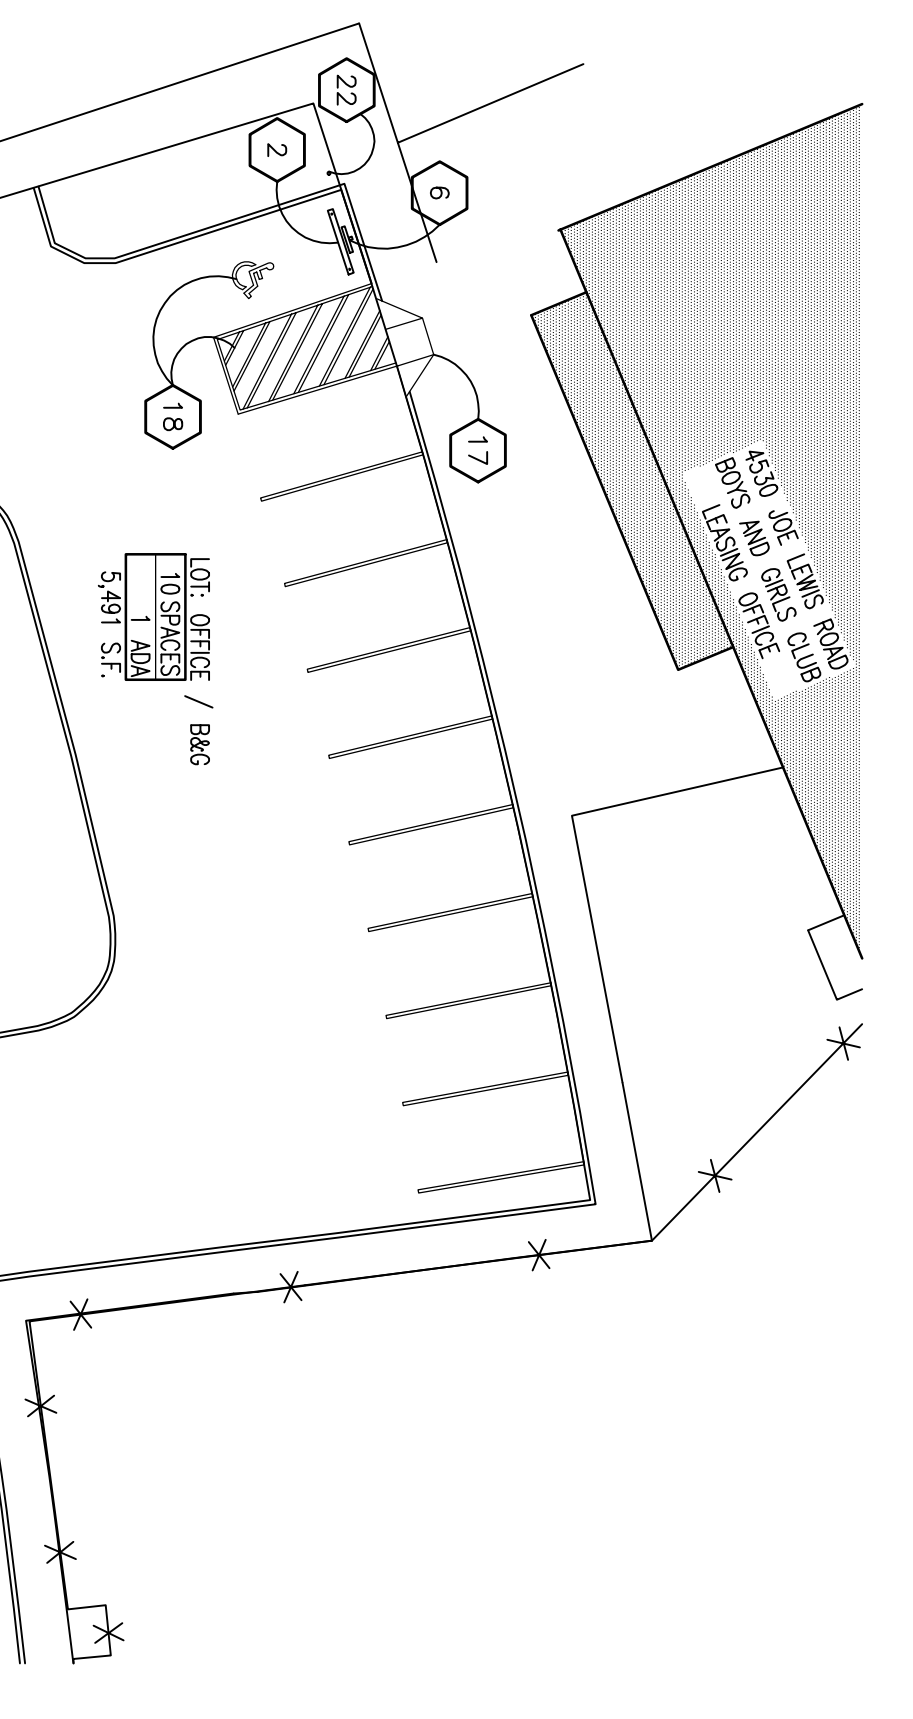 22
2
6
18
17
4530 JOE LEWIS ROAD
BOYS AND GIRLS CLUB
LEASING OFFICE
LOT: OFFICE / B&G
10 SPACES
1 ADA
5,491 S.F.